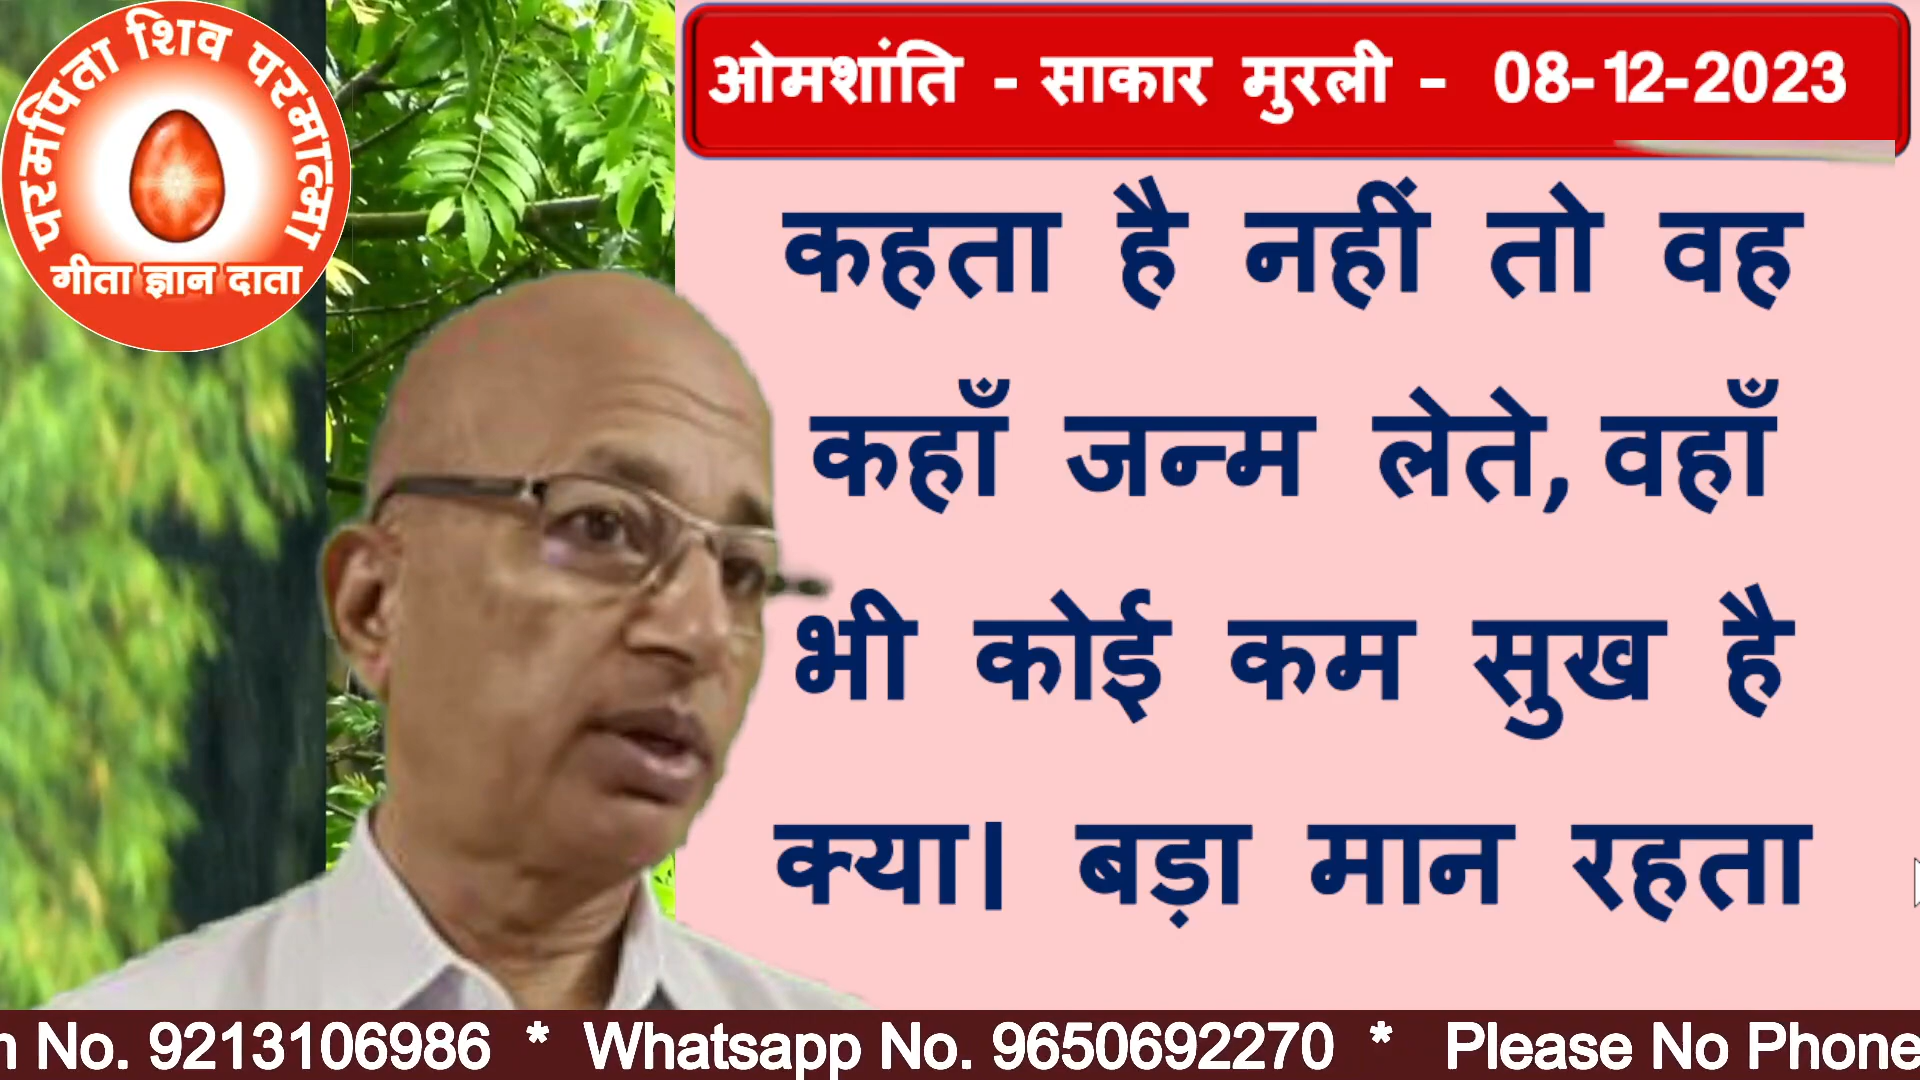 परमपिता शिव परमात्मा
गीता ज्ञान दाता
ओमशांति - साकार मुरली - 08-12-2023
कहता है नहीं तो वह
कहाँ जन्म लेते, वहाँ
भी कोई कम सुख है
क्या| बड़ा मान रहता
No. 9213106986 * Whatsapp No. 9650692270 * Please No Phone